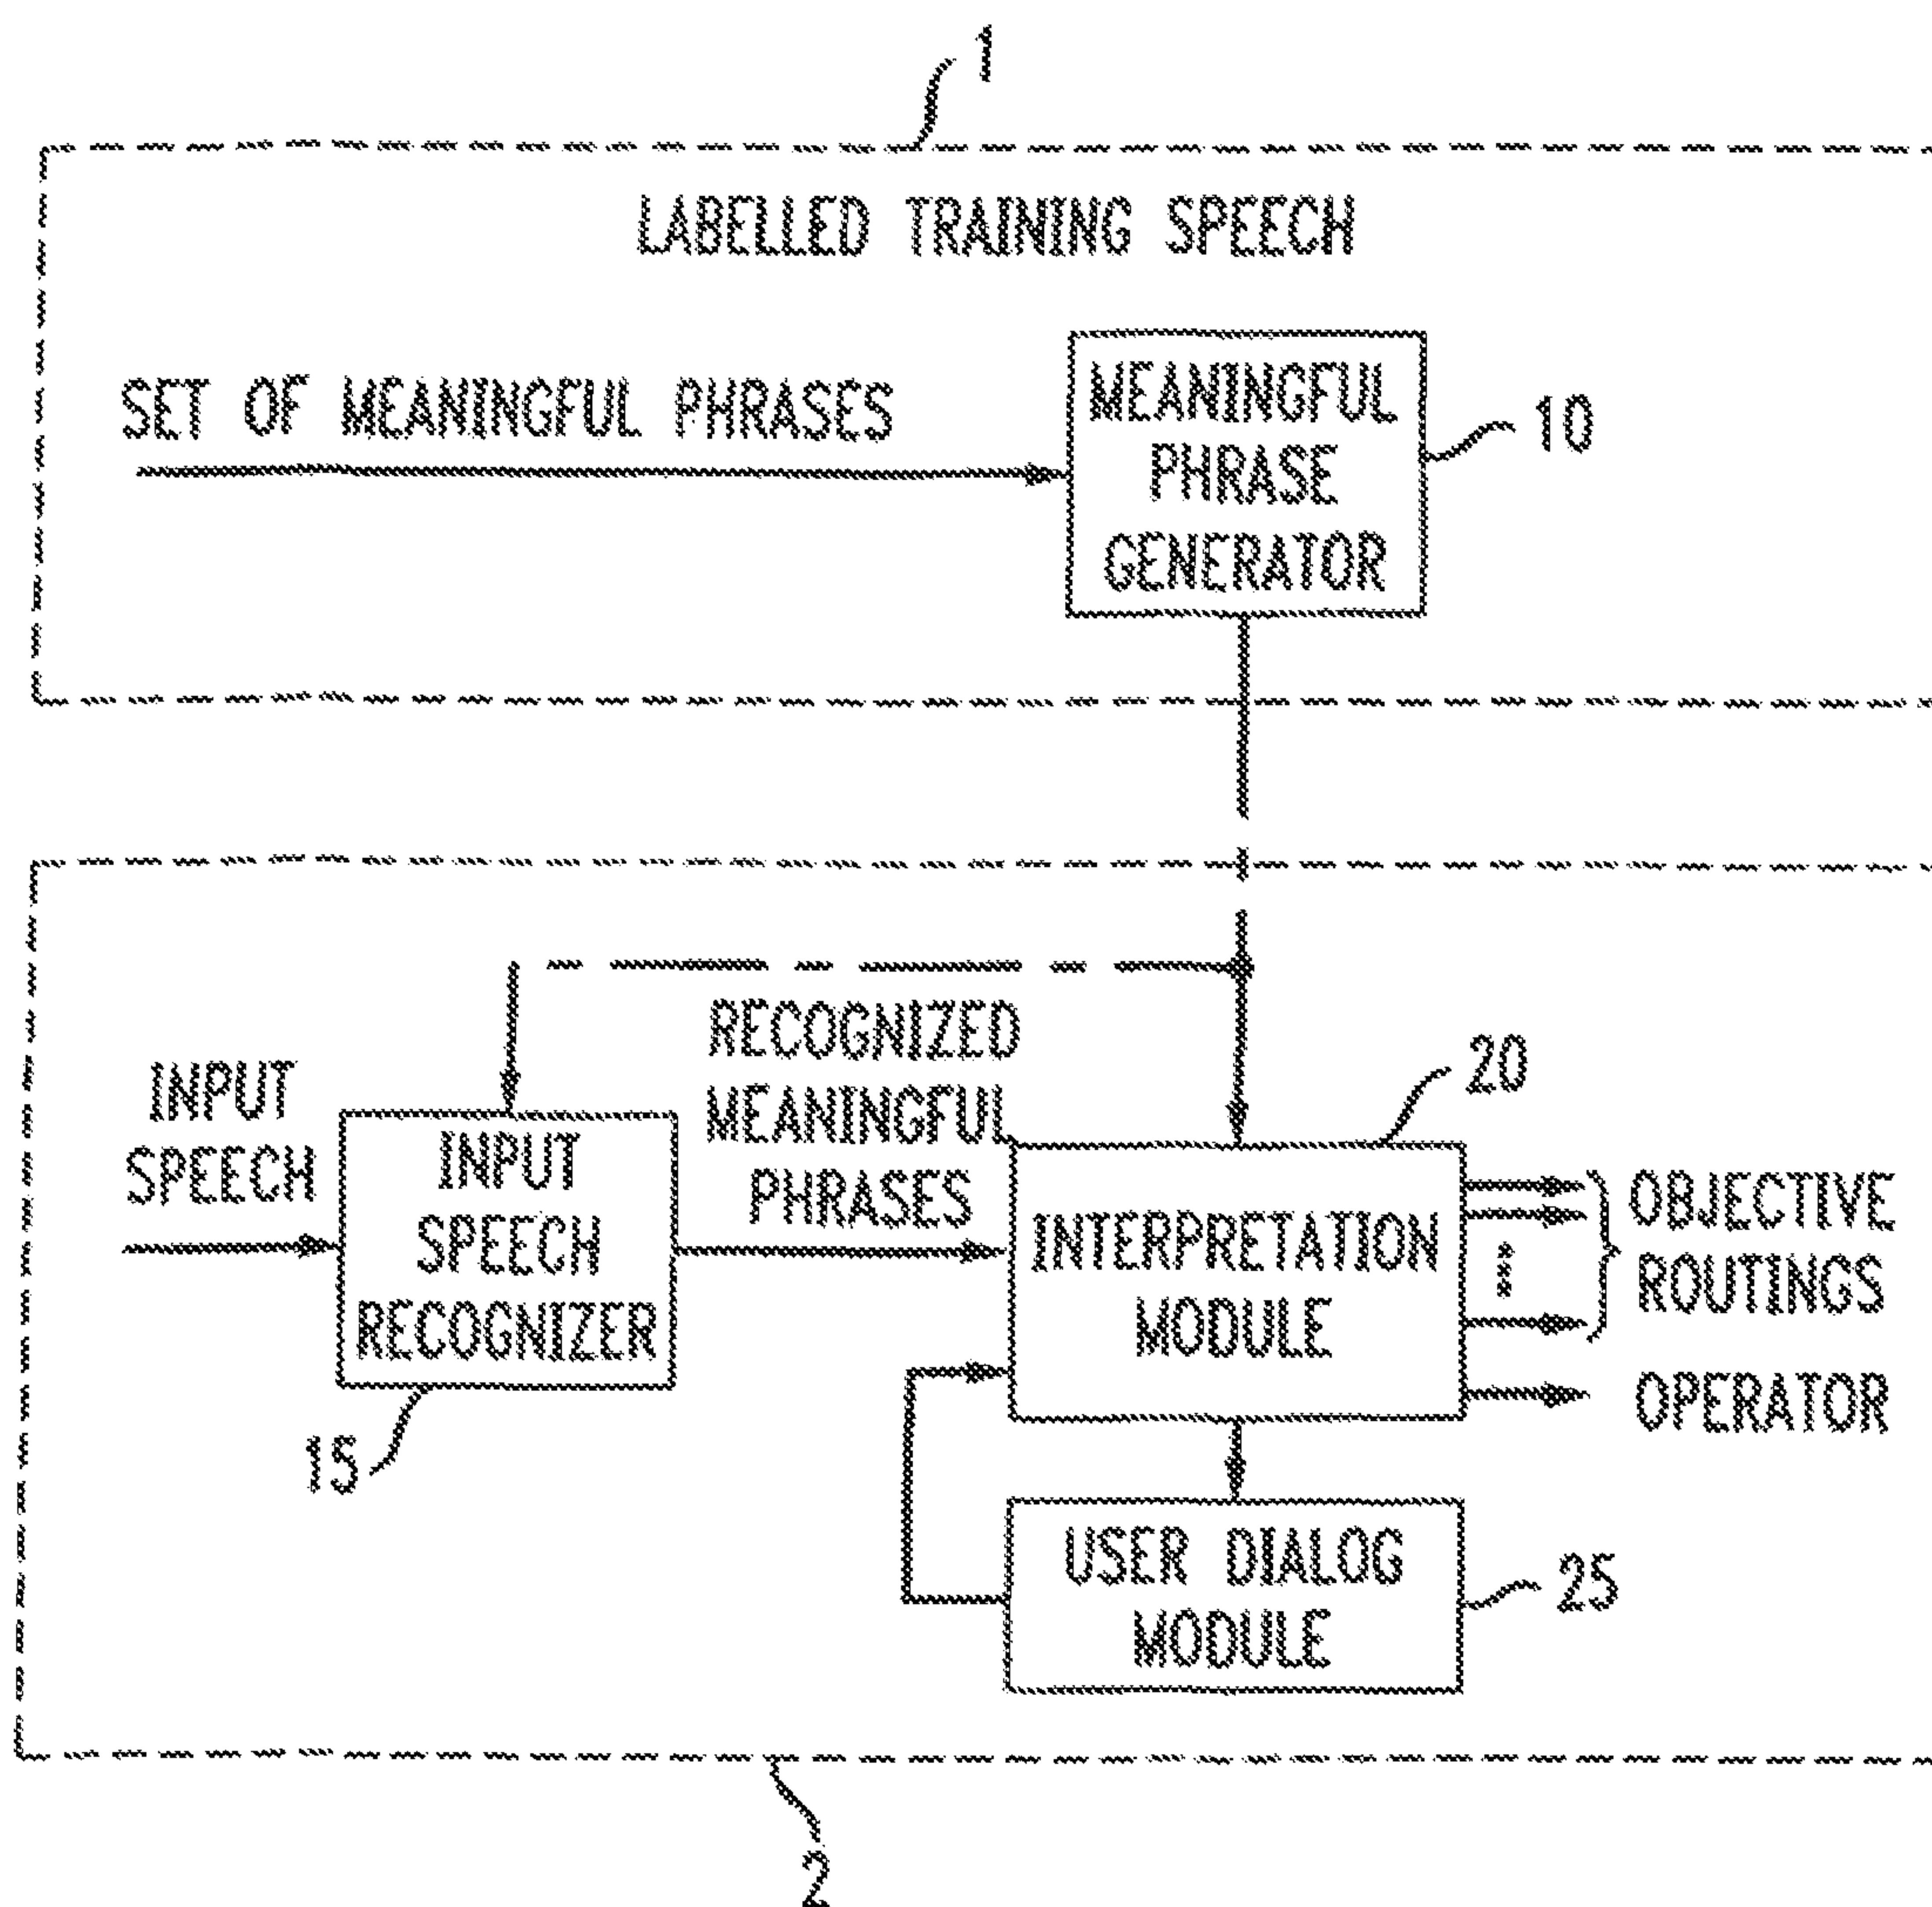 1
LABELLED TRAINING SPEECH
SET OF MEANINGFUL PHRASES
MEANINGFUL
PHRASE
GENERATOR
10
RECOGNIZED
MEANINGFUL
PHRASES
INPUT
SPEECH
INPUT
SPEECH
RECOGNIZER
15
20
INTERPRETATION
MODULE
OBJECTIVE
ROUTINGS
OPERATOR
USER DIALOG
MODULE
25
2